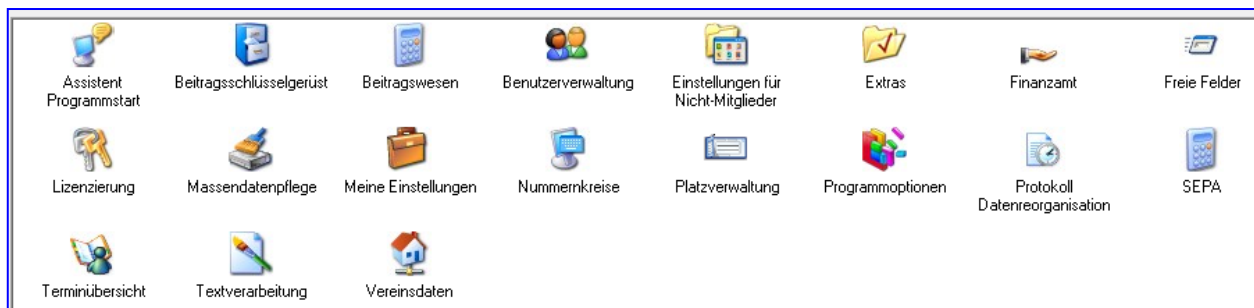 Assistent
Programmstart
Beitragsschlüsselgerüst
Beitragswesen
Benutzerverwaltung
Einstellungen für
Nicht-Mitglieder
Extras
Finanzamt
Freie Felder
Lizenzierung
Massendatenpflege
Meine Einstellungen
Nummernkreise
Platzverwaltung
Programmoptionen
Protokoll
Datenreorganisation
SEPA
Terminübersicht
Textverarbeitung
Vereinsdaten